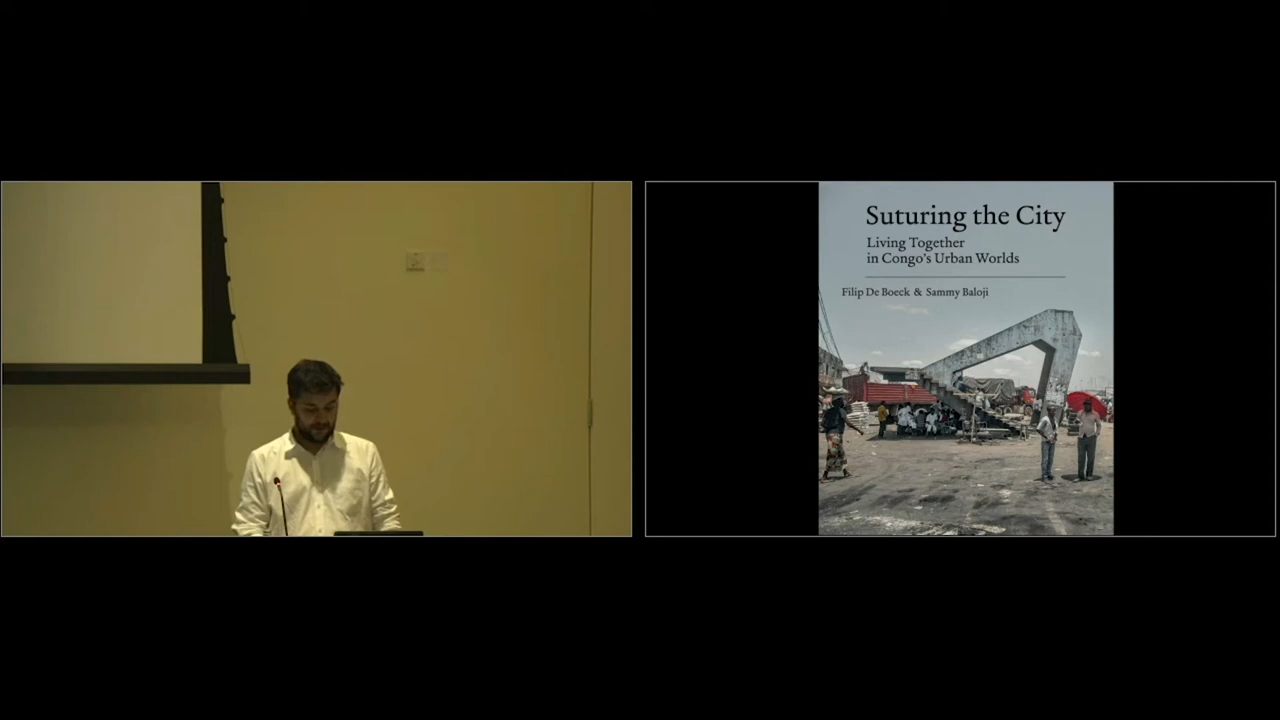 Suturing the City
Living Together
in Congo's Urban Worlds
Filip De Boeck & Sammy Baloji